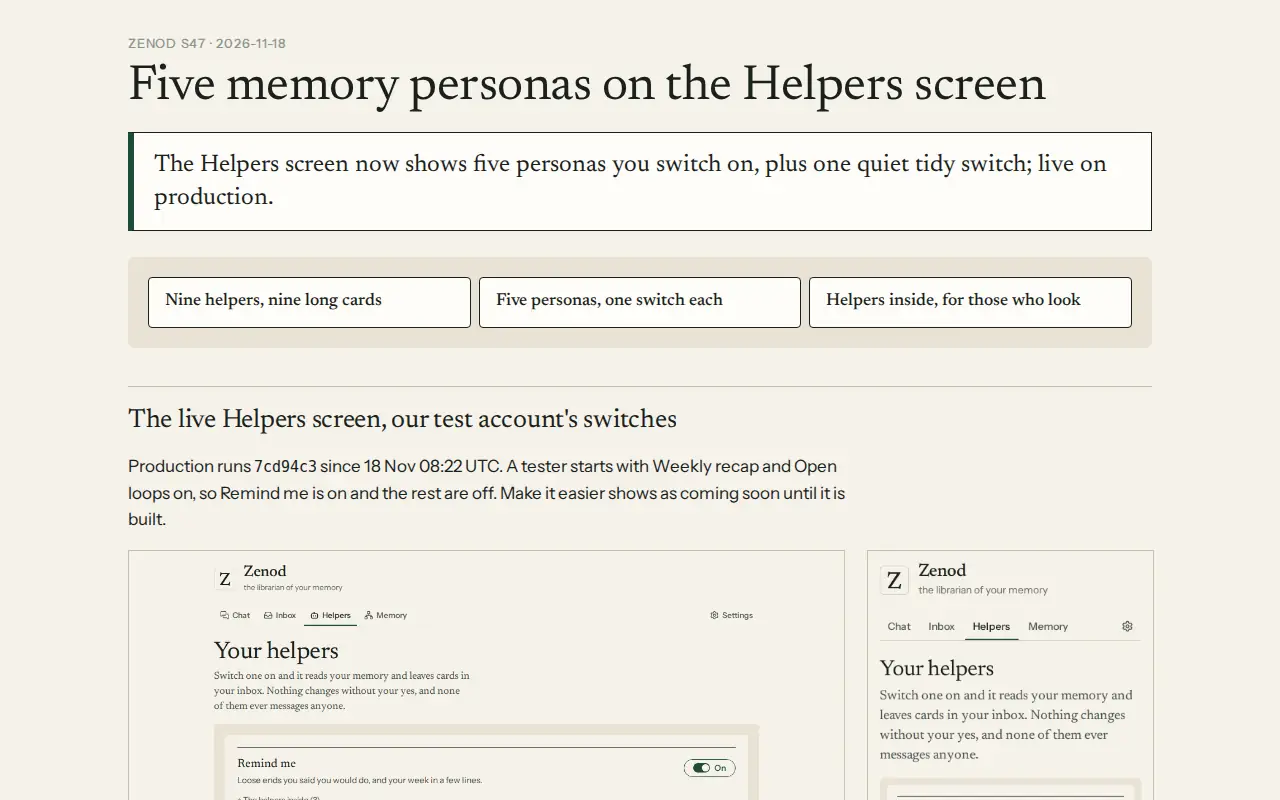 ZENOD S47 · 2026-11-18
Five memory personas on the Helpers screen
The Helpers screen now shows five personas you switch on, plus one quiet tidy switch; live on
production.
Nine helpers, nine long cards
Five personas, one switch each
Helpers inside, for those who look
The live Helpers screen, our test account's switches
Production runs 7cd94c3 since 18 Nov 08:22 UTC. A tester starts with Weekly recap and Open
loops on, so Remind me is on and the rest are off. Make it easier shows as coming soon until it is
built.
Z
Zenod
the librarian of your memory
Chat
Inbox
Helpers
Memory
Settings
Your helpers
Switch one on and it reads your memory and leaves cards in
your inbox. Nothing changes without your yes, and none
of them ever messages anyone.
Remind me
Loose ends you said you would do, and your week in a few lines.
On
Z
Zenod
the librarian of your memory
Chat
Inbox
Helpers
Memory
Your helpers
Switch one on and it reads your memory and
leaves cards in your inbox. Nothing changes
without your yes, and none of them ever
messages anyone.